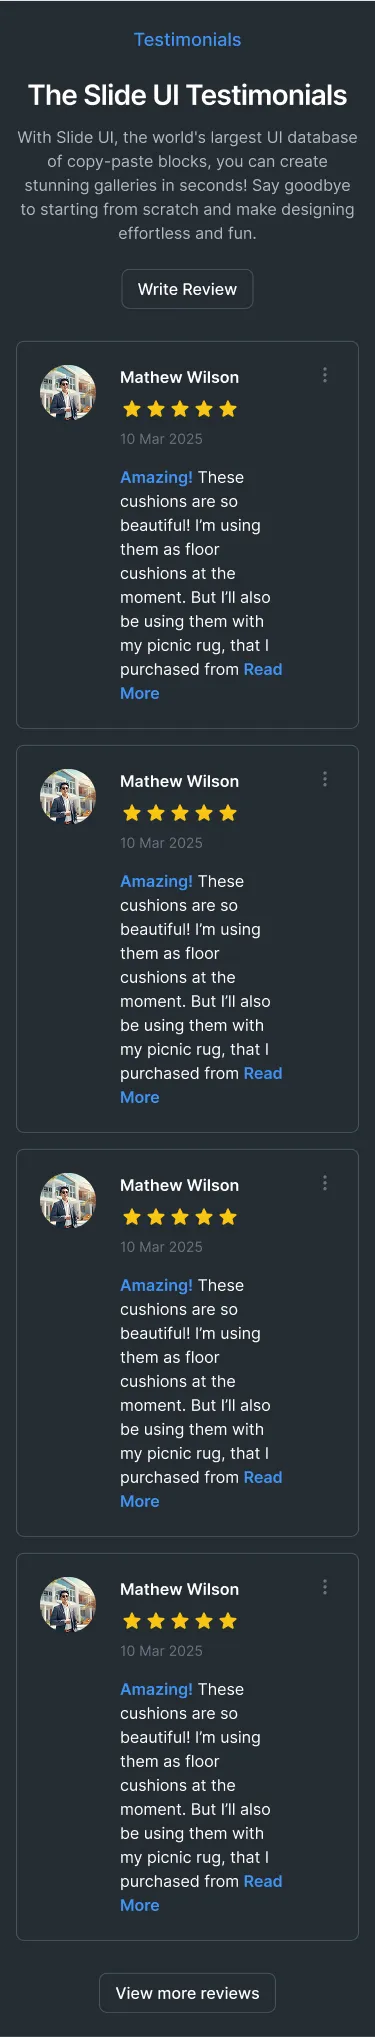 Testimonials
The Slide UI Testimonials
With Slide UI, the world's largest UI database
of copy-paste blocks, you can create
stunning galleries in seconds! Say goodbye
to starting from scratch and make designing
effortless and fun.
Write Review
Mathew Wilson
10 Mar 2025
Amazing! These
cushions are so
beautiful! I’m using
them as floor
cushions at the
moment. But I’ll also
be using them with
my picnic rug, that I
purchased from Read
More
Mathew Wilson
10 Mar 2025
Amazing! These
cushions are so
beautiful! I’m using
them as floor
cushions at the
moment. But I’ll also
be using them with
my picnic rug, that I
purchased from Read
More
Mathew Wilson
10 Mar 2025
Amazing! These
cushions are so
beautiful! I’m using
them as floor
cushions at the
moment. But I’ll also
be using them with
my picnic rug, that I
purchased from Read
More
Mathew Wilson
10 Mar 2025
Amazing! These
cushions are so
beautiful! I’m using
them as floor
cushions at the
moment. But I’ll also
be using them with
my picnic rug, that I
purchased from Read
More
View more reviews